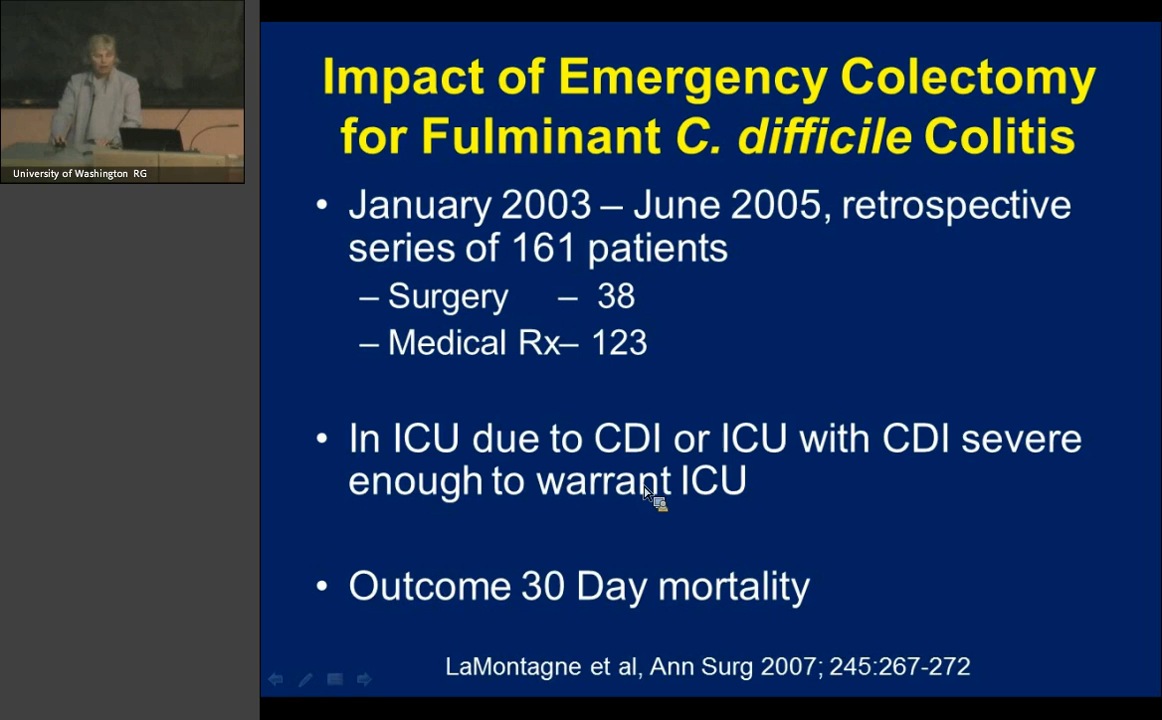 Impact of Emergency Colectomy
for Fulminant C. difficile Colitis
• January 2003 – June 2005, retrospective
series of 161 patients
– Surgery – 38
– Medical Rx– 123
• In ICU due to CDI or ICU with CDI severe
enough to warrant ICU
• Outcome 30 Day mortality
LaMontagne et al, Ann Surg 2007; 245:267-272
University of Washington RG